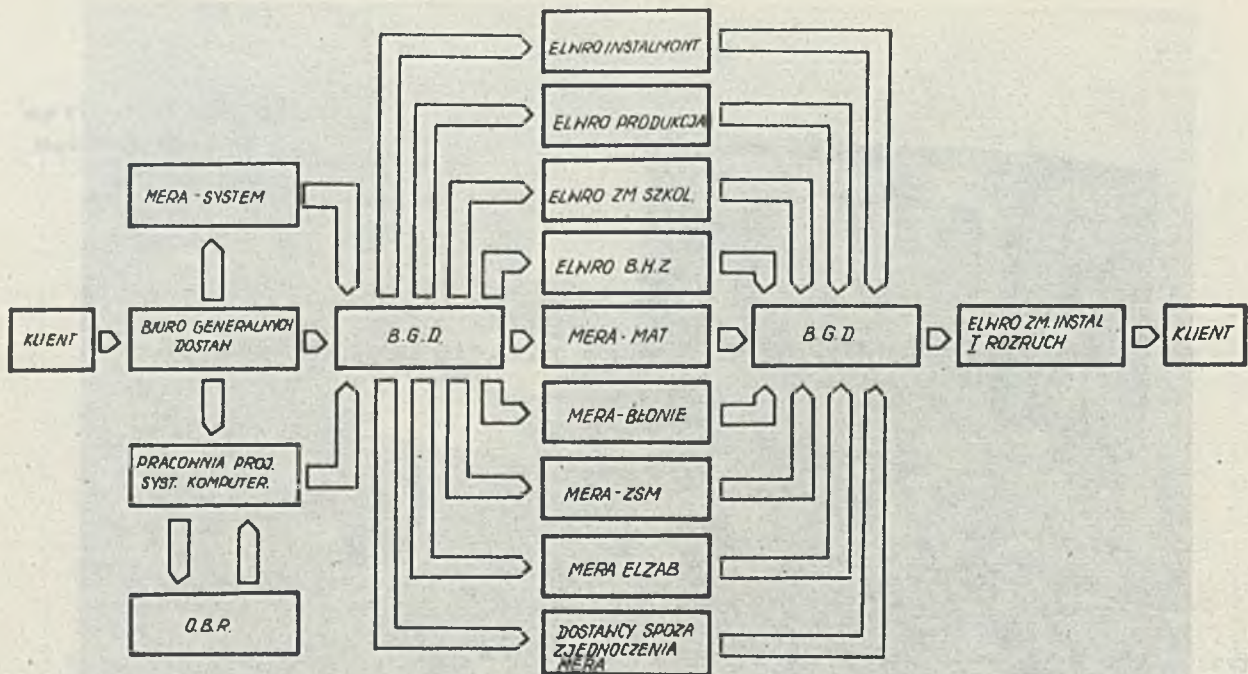 KLIENT
BIURO GENERALNYCH
DOSTAW
MERA - SYSTEM
PRACOWNIA PROJ.
SYST. KOMPUTER.
O.B.R.
B.G.D.
ELWRO INSTALMONT
ELWRO PRODUKCJA
ELWRO ZM SZKOL.
ELWRO B.H.Z
MERA - MAT
MERA-BŁONIE
MERA-ZSM
MERA ELZAB
DOSTAWCY SPOZA
ZJEDNOCZENIA
MERA
B.G.D.
ELWRO ZM. INSTAL
I ROZRUCH
KLIENT